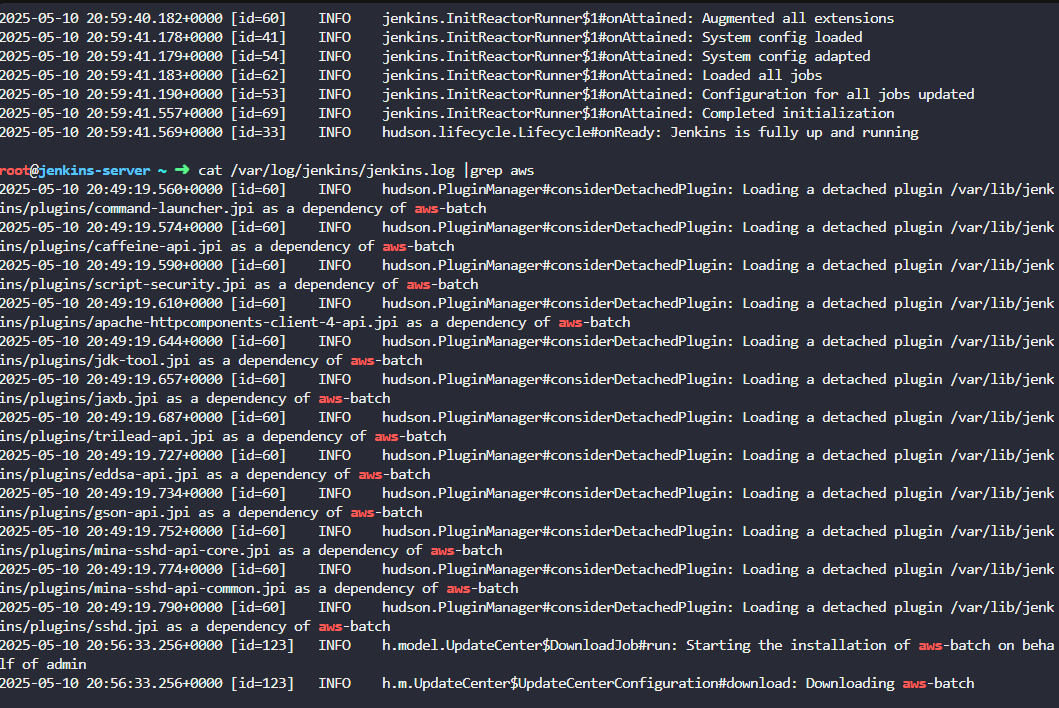 2025-05-10 20:59:40.182+0000 [id=60]    INFO    jenkins.InitReactorRunner$1#onAttained: Augmented all extensions
2025-05-10 20:59:41.178+0000 [id=41]    INFO    jenkins.InitReactorRunner$1#onAttained: System config loaded
2025-05-10 20:59:41.179+0000 [id=54]    INFO    jenkins.InitReactorRunner$1#onAttained: System config adapted
2025-05-10 20:59:41.183+0000 [id=62]    INFO    jenkins.InitReactorRunner$1#onAttained: Loaded all jobs
2025-05-10 20:59:41.190+0000 [id=53]    INFO    jenkins.InitReactorRunner$1#onAttained: Configuration for all jobs updated
2025-05-10 20:59:41.557+0000 [id=69]    INFO    jenkins.InitReactorRunner$1#onAttained: Completed initialization
2025-05-10 20:59:41.569+0000 [id=33]    INFO    hudson.lifecycle.Lifecycle#onReady: Jenkins is fully up and running
root@jenkins-server ~ ➜ cat /var/log/jenkins/jenkins.log |grep aws
2025-05-10 20:49:19.560+0000 [id=60]    INFO    hudson.PluginManager#considerDetachedPlugin: Loading a detached plugin /var/lib/jenk
ins/plugins/command-launcher.jpi as a dependency of aws-batch
2025-05-10 20:49:19.574+0000 [id=60]    INFO    hudson.PluginManager#considerDetachedPlugin: Loading a detached plugin /var/lib/jenk
ins/plugins/caffeine-api.jpi as a dependency of aws-batch
2025-05-10 20:49:19.590+0000 [id=60]    INFO    hudson.PluginManager#considerDetachedPlugin: Loading a detached plugin /var/lib/jenk
ins/plugins/script-security.jpi as a dependency of aws-batch
2025-05-10 20:49:19.610+0000 [id=60]    INFO    hudson.PluginManager#considerDetachedPlugin: Loading a detached plugin /var/lib/jenk
ins/plugins/apache-httpcomponents-client-4-api.jpi as a dependency of aws-batch
2025-05-10 20:49:19.644+0000 [id=60]    INFO    hudson.PluginManager#considerDetachedPlugin: Loading a detached plugin /var/lib/jenk
ins/plugins/jdk-tool.jpi as a dependency of aws-batch
2025-05-10 20:49:19.657+0000 [id=60]    INFO    hudson.PluginManager#considerDetachedPlugin: Loading a detached plugin /var/lib/jenk
ins/plugins/jaxb.jpi as a dependency of aws-batch
2025-05-10 20:49:19.687+0000 [id=60]    INFO    hudson.PluginManager#considerDetachedPlugin: Loading a detached plugin /var/lib/jenk
ins/plugins/trilead-api.jpi as a dependency of aws-batch
2025-05-10 20:49:19.727+0000 [id=60]    INFO    hudson.PluginManager#considerDetachedPlugin: Loading a detached plugin /var/lib/jenk
ins/plugins/eddsa-api.jpi as a dependency of aws-batch
2025-05-10 20:49:19.734+0000 [id=60]    INFO    hudson.PluginManager#considerDetachedPlugin: Loading a detached plugin /var/lib/jenk
ins/plugins/gson-api.jpi as a dependency of aws-batch
2025-05-10 20:49:19.752+0000 [id=60]    INFO    hudson.PluginManager#considerDetachedPlugin: Loading a detached plugin /var/lib/jenk
ins/plugins/mina-sshd-api-core.jpi as a dependency of aws-batch
2025-05-10 20:49:19.774+0000 [id=60]    INFO    hudson.PluginManager#considerDetachedPlugin: Loading a detached plugin /var/lib/jenk
ins/plugins/mina-sshd-api-common.jpi as a dependency of aws-batch
2025-05-10 20:49:19.790+0000 [id=60]    INFO    hudson.PluginManager#considerDetachedPlugin: Loading a detached plugin /var/lib/jenk
ins/plugins/sshd.jpi as a dependency of aws-batch
2025-05-10 20:56:33.256+0000 [id=123]   INFO    h.model.UpdateCenter$DownloadJob#run: Starting the installation of aws-batch on beha
lf of admin
2025-05-10 20:56:33.256+0000 [id=123]   INFO    h.m.UpdateCenter$UpdateCenterConfiguration#download: Downloading aws-batch